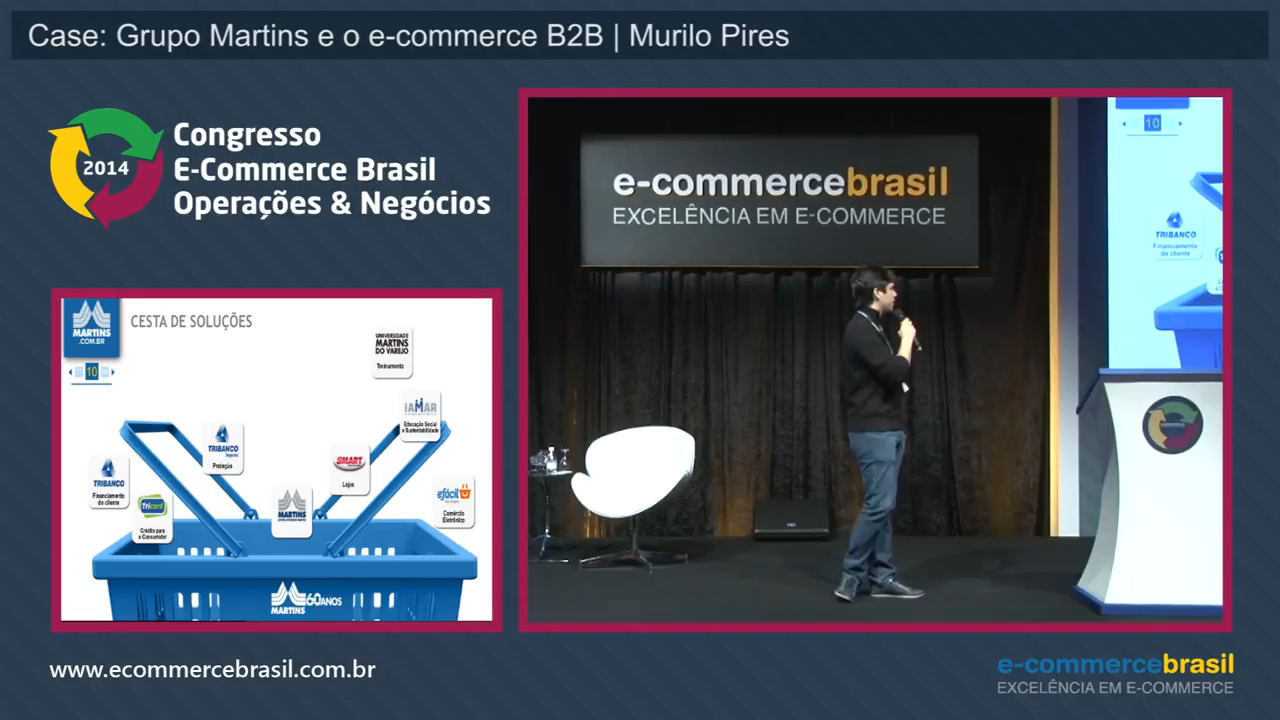 Case: Grupo Martins e o e-commerce B2B | Murilo Pires
2014
Congresso
E-Commerce Brasil
Operações & Negócios
e-commercebrasil
EXCELÊNCIA EM E-COMMERCE
10
TRIBANCO
Financiamento
do cliente
MARTINS
.COM.BR
CESTA DE SOLUÇÕES
10
UNIVERSIDADE
MARTINS
DO VAREJO
Treinamento
IAMAR
Educação Social
e Sustentabilidade
TRIBANCO
Seguros
Proteção
SMART
Lojas
TRIBANCO
Financiamento
do cliente
Tricard
Crédito para
o Consumidor
MARTINS
efácil
Comércio
Eletrônico
MARTINS 60 ANOS
www.ecommercebrasil.com.br
e-commercebrasil
EXCELÊNCIA EM E-COMMERCE